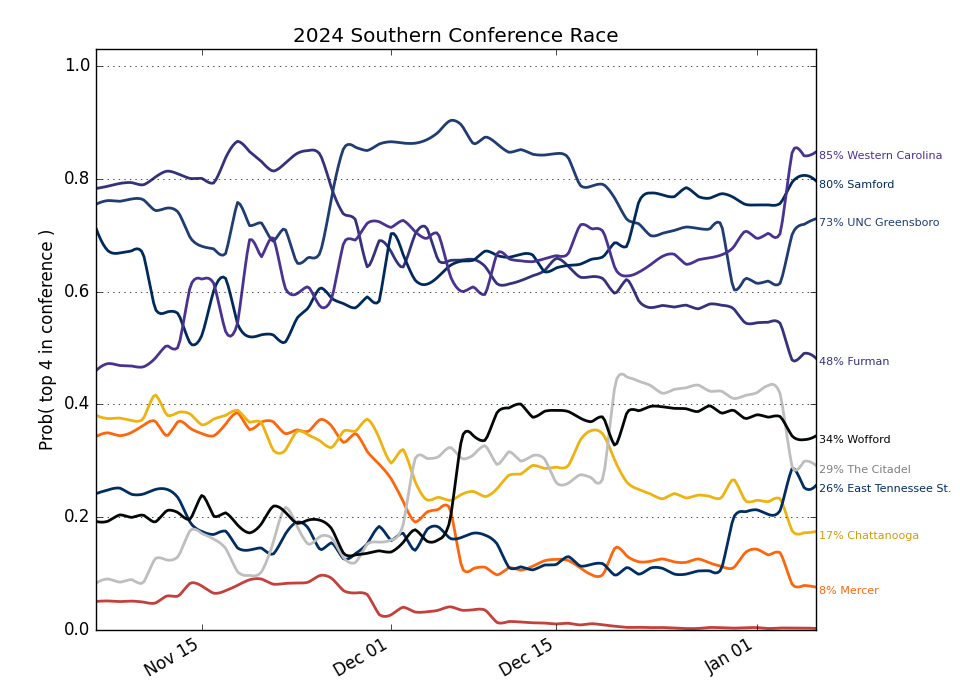 2024 Southern Conference Race
Prob( top 4 in conference )
1.0
0.8
0.6
0.4
0.2
0.0
Nov 15
Dec 01
Dec 15
Jan 01
85% Western Carolina
80% Samford
73% UNC Greensboro
48% Furman
34% Wofford
29% The Citadel
26% East Tennessee St.
17% Chattanooga
8% Mercer